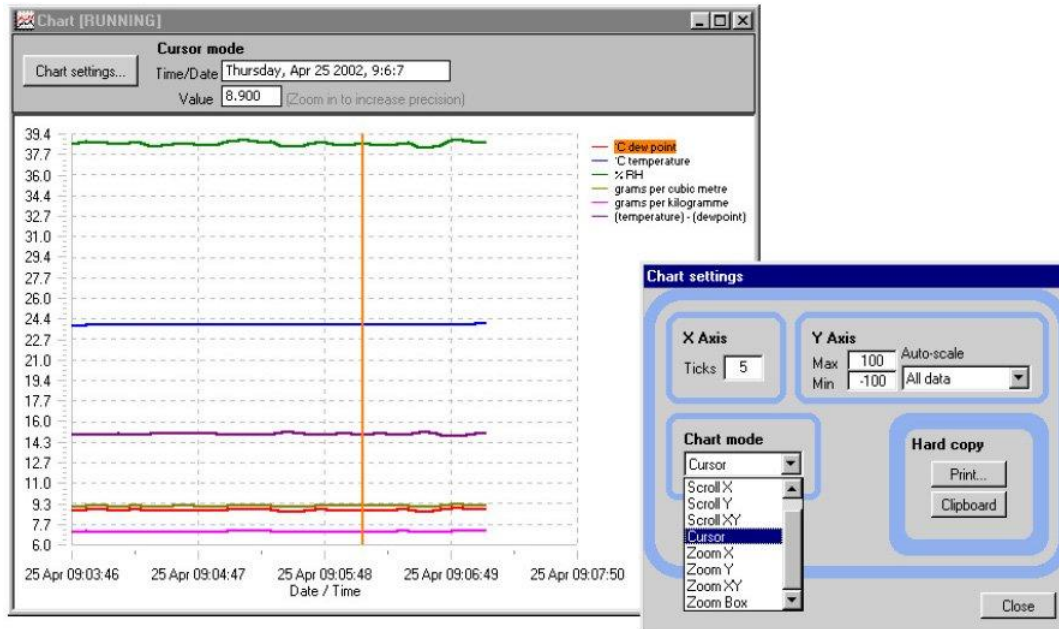 Chart [RUNNING]
Chart settings...
Cursor mode
Time/Date Thursday, Apr 25 2002, 9:6:7
Value 8.900 (Zoom in to increase precision)
39.4
37.7
36.0
34.4
32.7
31.0
29.4
27.7
26.0
24.4
22.7
21.0
19.4
17.7
16.0
14.3
12.7
11.0
9.3
7.7
6.0
25 Apr 09:03:46 25 Apr 09:04:47 25 Apr 09:05:48 25 Apr 09:06:49 25 Apr 09:07:50
Date / Time
°C dew point
°C temperature
% RH
grams per cubic metre
grams per kilogramme
(temperature) - (dewpoint)
Chart settings
X Axis
Ticks 5
Y Axis
Max 100
Min -100
Auto-scale
All data
Chart mode
Cursor
Scroll X
Scroll Y
Scroll XY
Cursor
Zoom X
Zoom Y
Zoom XY
Zoom Box
Hard copy
Print...
Clipboard
Close